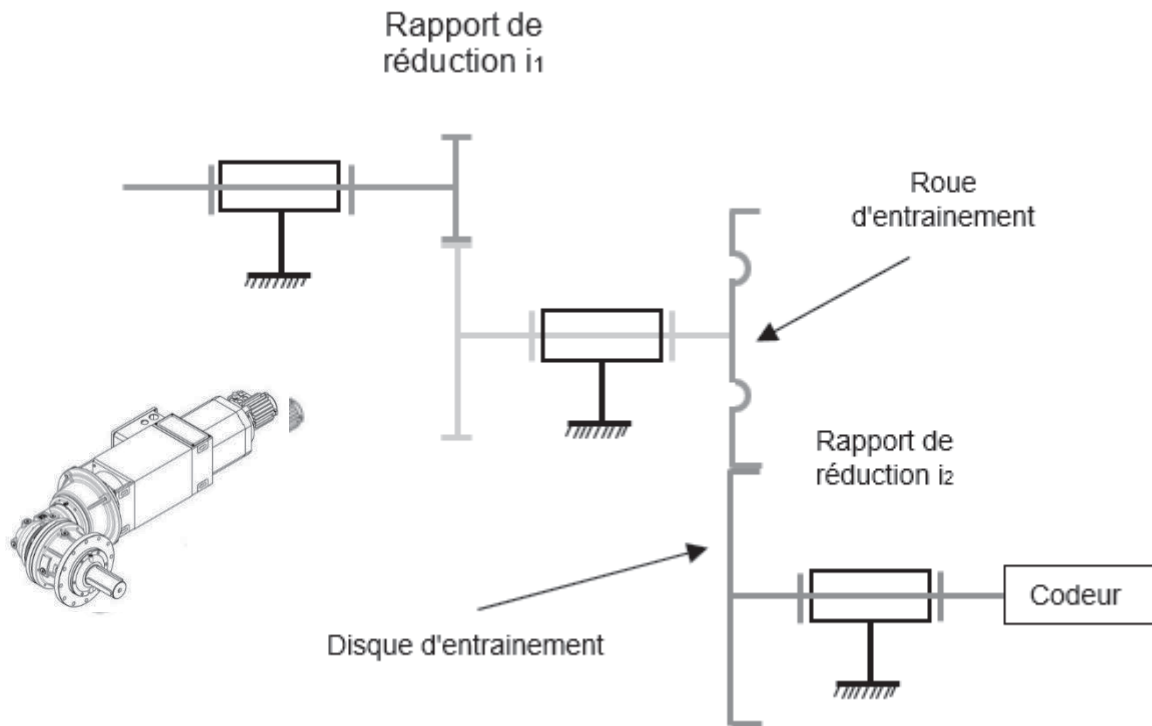 Rapport de
réduction i1
Roue
d'entrainement
Rapport de
réduction i2
Disque d'entrainement
Codeur